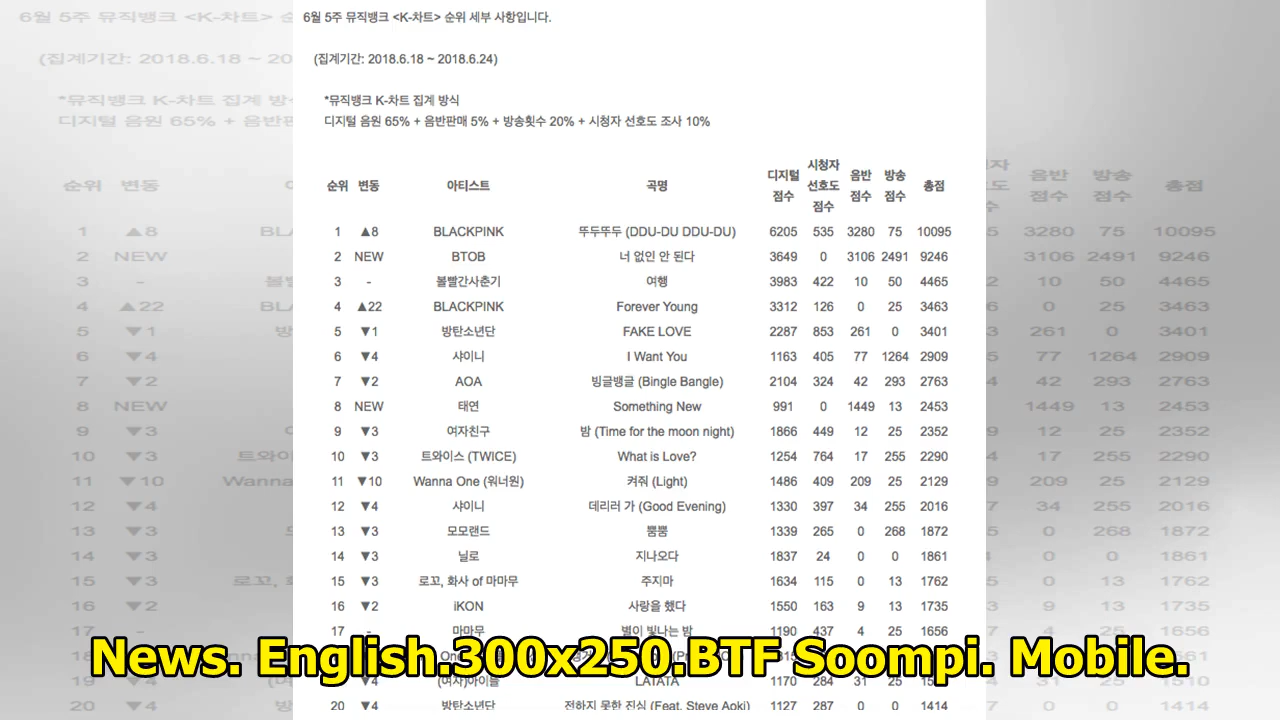 6월 5주 뮤직뱅크 <K-차트> 순위 세부 사항입니다.
(집계기간: 2018.6.18 ~ 2018.6.24)
*뮤직뱅크 K-차트 집계 방식
디지털 음원 65% + 음반판매 5% + 방송횟수 20% + 시청자 선호도 조사 10%
순위 변동 아티스트 곡명 디지털 점수 시청자 선호도 점수 음반 점수 방송 점수 총점
1 ▲8 BLACKPINK 뚜두뚜두 (DDU-DU DDU-DU) 6205 535 3280 75 10095
2 NEW BTOB 너 없인 안 된다 3649 0 3106 2491 9246
3 - 볼빨간사춘기 여행 3983 422 10 50 4465
4 ▲22 BLACKPINK Forever Young 3312 126 0 25 3463
5 ▼1 방탄소년단 FAKE LOVE 2287 853 261 0 3401
6 ▼4 샤이니 I Want You 1163 405 77 1264 2909
7 ▼2 AOA 빙글뱅글 (Bingle Bangle) 2104 324 42 293 2763
8 NEW 태연 Something New 991 0 1449 13 2453
9 ▼3 여자친구 밤 (Time for the moon night) 1866 449 12 25 2352
10 ▼3 트와이스 (TWICE) What is Love? 1254 764 17 255 2290
11 ▼10 Wanna One (워너원) 켜줘 (Light) 1486 409 209 25 2129
12 ▼4 샤이니 데리러 가 (Good Evening) 1330 397 34 255 2016
13 ▼3 모모랜드 뿜뿜 1339 265 0 268 1872
14 ▼3 닐로 지나오다 1837 24 0 0 1861
15 ▼3 로꼬, 화사 of 마마무 주지마 1634 115 0 13 1762
16 ▼2 iKON 사랑을 했다 1550 163 9 13 1735
17 - 마마무 별이 빛나는 밤 1190 437 4 25 1656
News. English.300x250.BTF Soompi. Mobile.
19 ▼4 (여자)아이들 LATATA 1170 284 31 25 1510
20 ▼4 방탄소년단 전하지 못한 진심 (Feat. Steve Aoki) 1127 287 0 0 1414